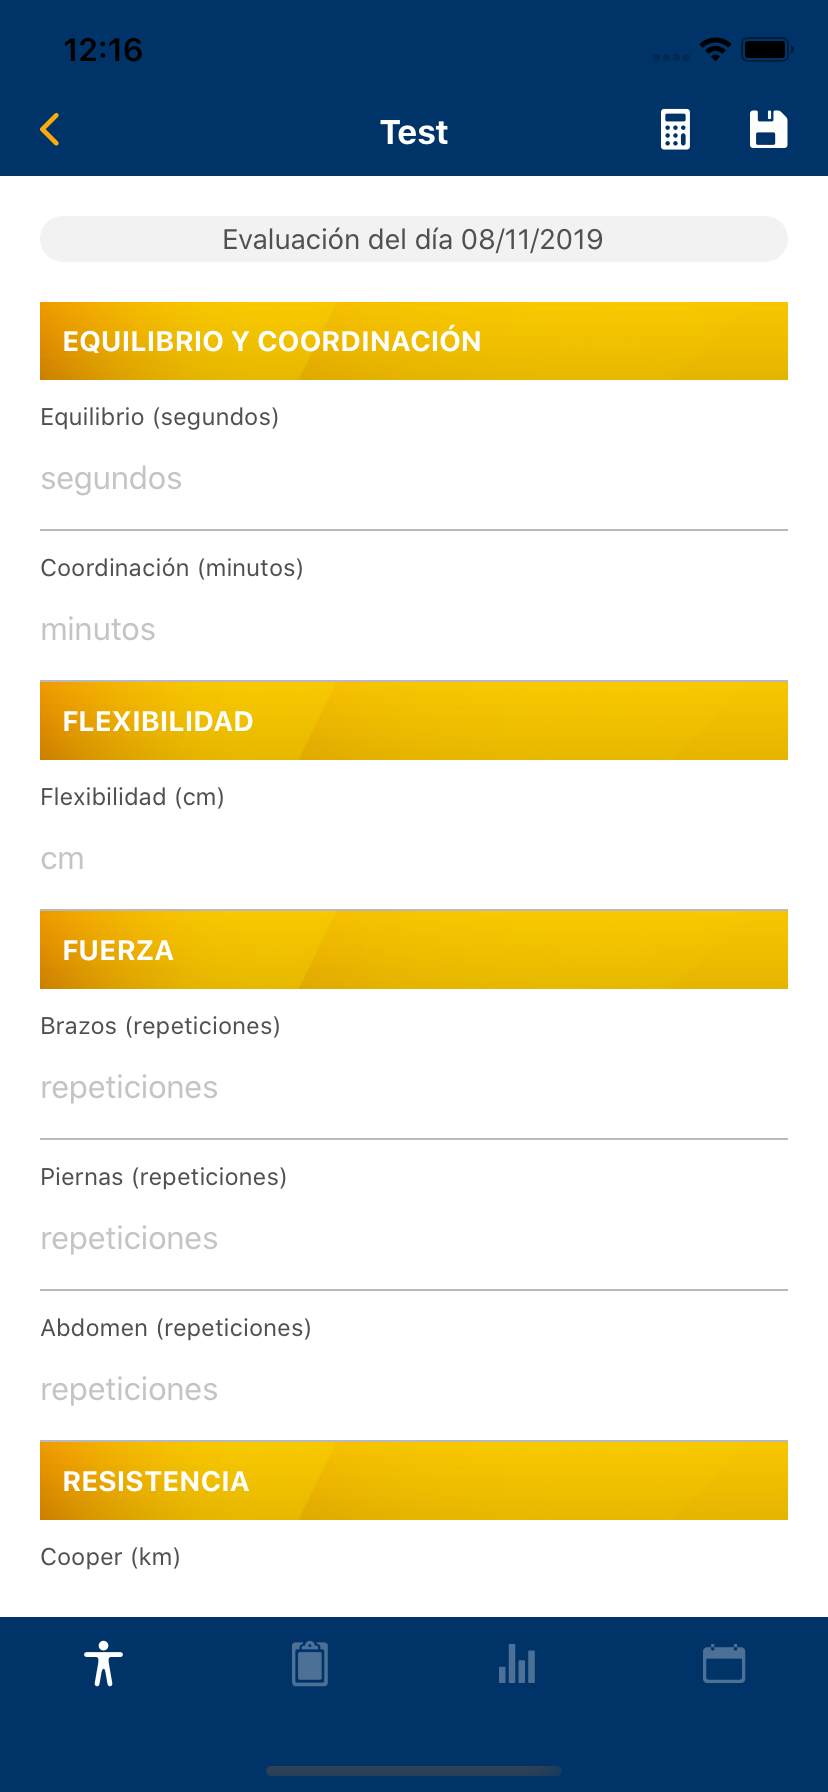 12:16
Test
Evaluación del día 08/11/2019
EQUILIBRIO Y COORDINACIÓN
Equilibrio (segundos)
segundos
Coordinación (minutos)
minutos
FLEXIBILIDAD
Flexibilidad (cm)
cm
FUERZA
Brazos (repeticiones)
repeticiones
Piernas (repeticiones)
repeticiones
Abdomen (repeticiones)
repeticiones
RESISTENCIA
Cooper (km)